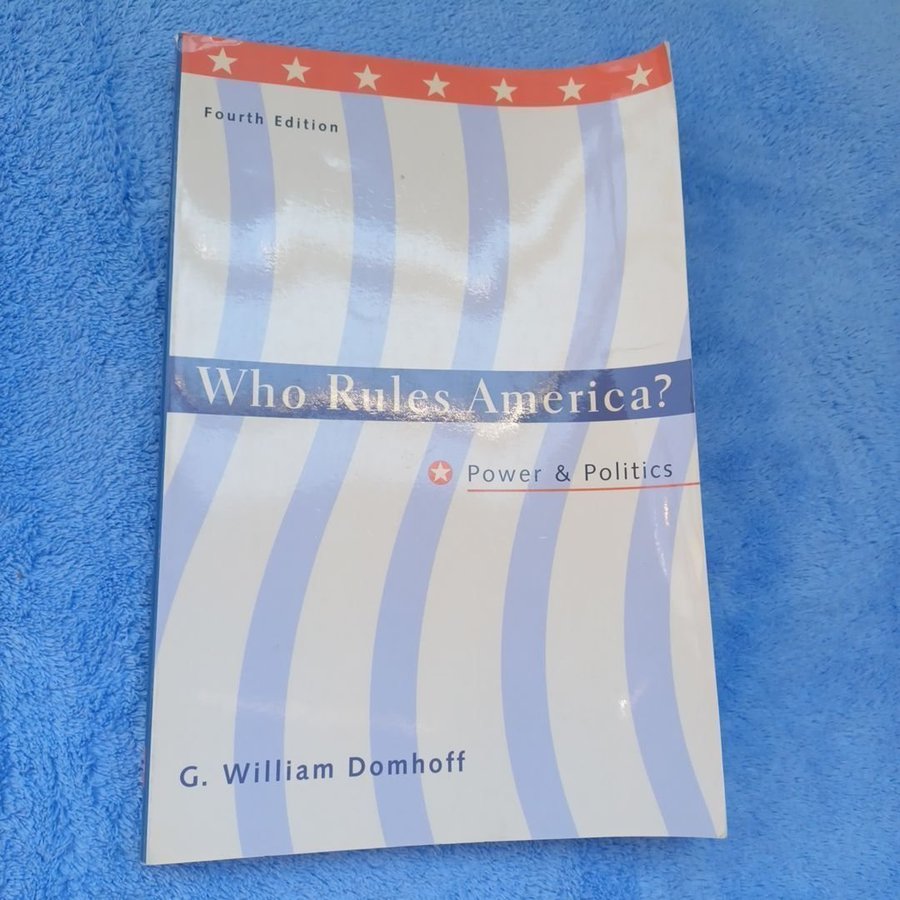 Fourth Edition
Who Rules America?
Power & Politics
G. William Domhoff